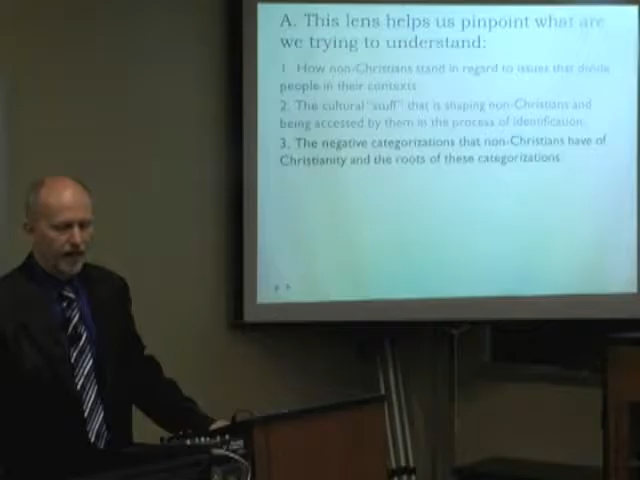 A. This lens helps us pinpoint what are
we trying to understand:
1. How non-Christians stand in regard to issues that divide
people in their contexts
2. The cultural "stuff" that is shaping non-Christians and
being accessed by them in the process of identification.
3. The negative categorizations that non-Christians have of
Christianity and the roots of these categorizations.